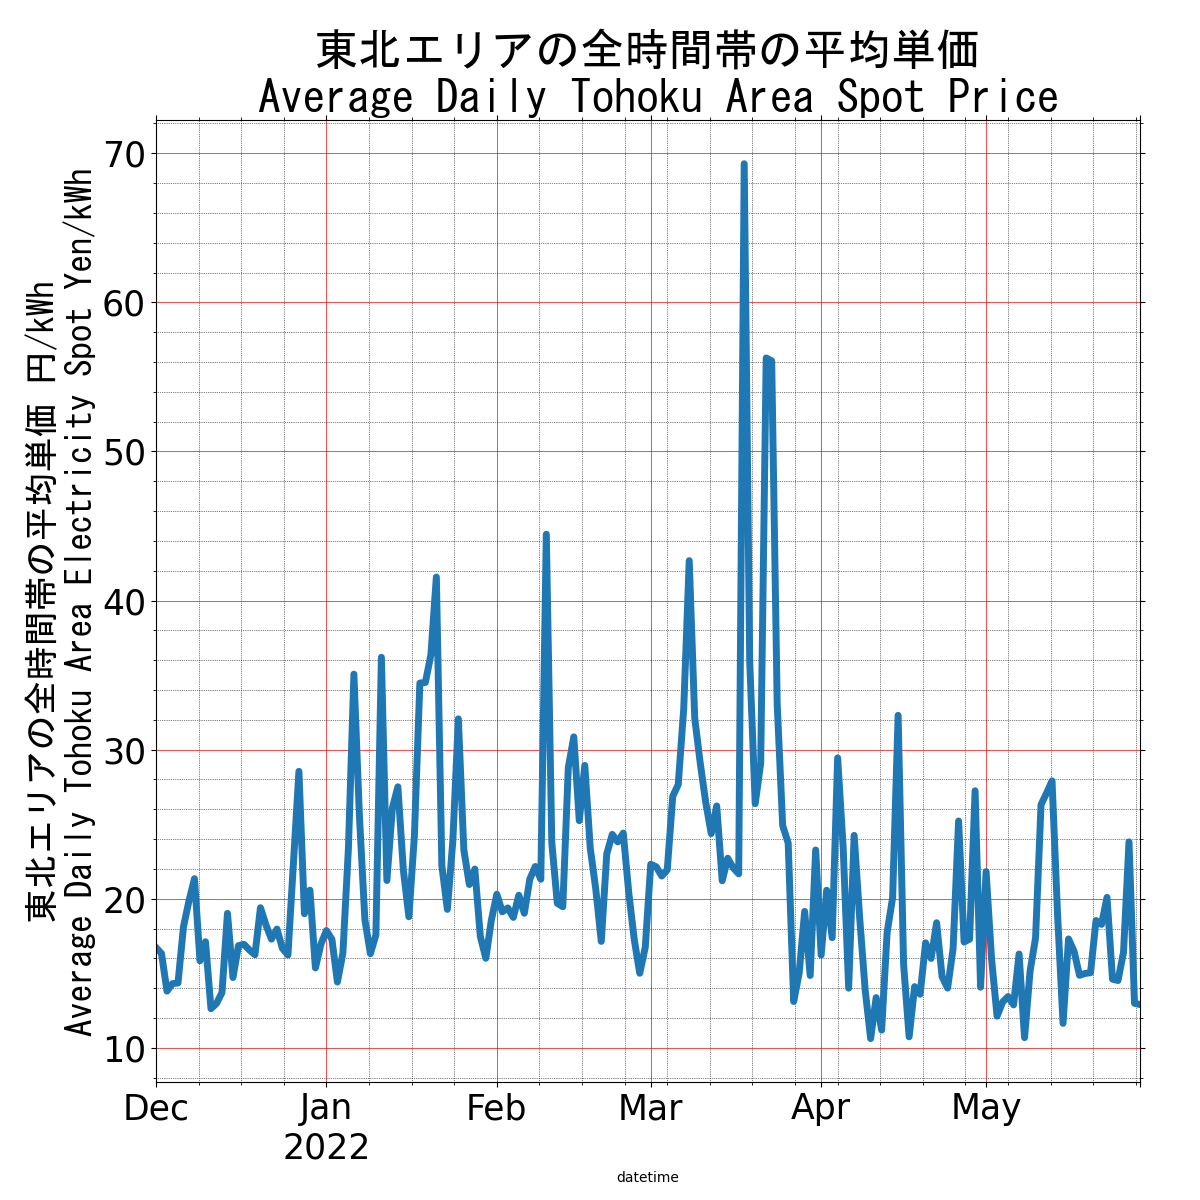 東北エリアの全時間帯の平均単価
Average Daily Tohoku Area Spot Price
東北エリアの全時間帯の平均単価 円/kWh
Average Daily Tohoku Area Electricity Spot Yen/kWh
70
60
50
40
30
20
10
Dec
Jan
2022
Feb
Mar
Apr
May
datetime